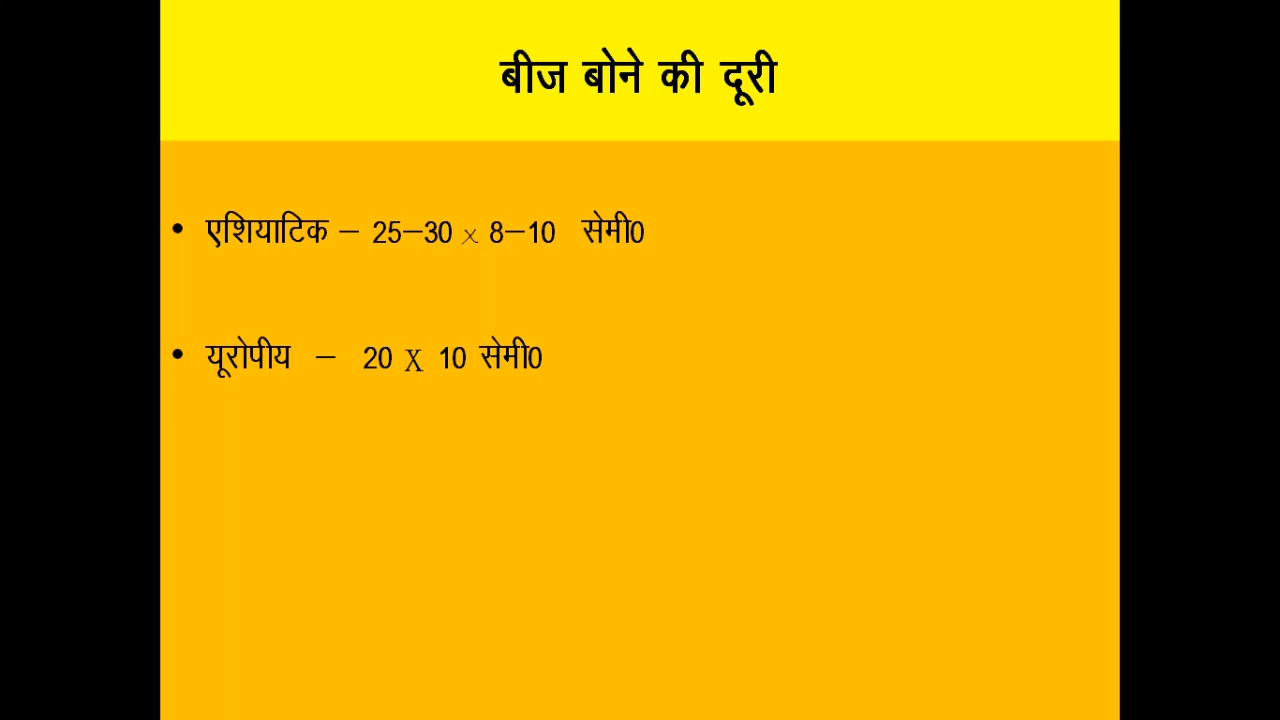 बीज बोने की दूरी
• एशियाटिक – 25–30 × 8–10 सेमी0
• यूरोपीय – 20 X 10 सेमी0